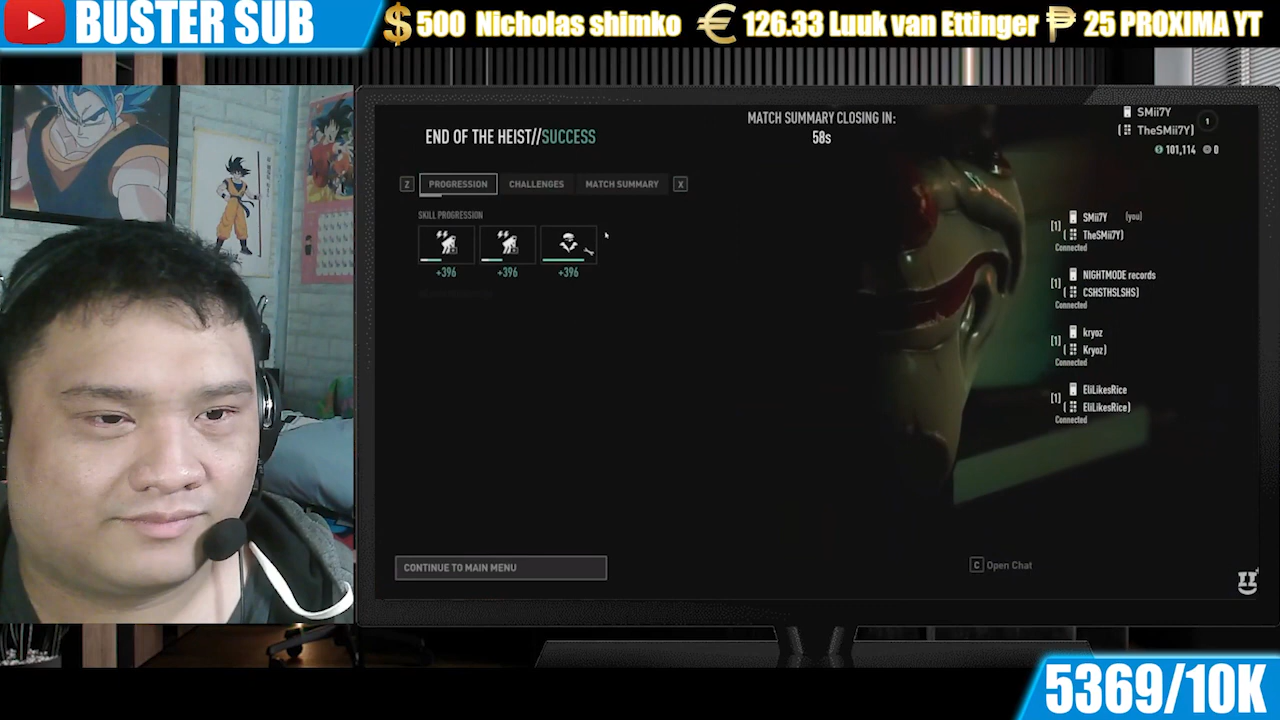 BUSTER SUB
$ 500 Nicholas shimko € 126.33 Luuk van Ettinger ₱ 25 PROXIMA YT
END OF THE HEIST//SUCCESS
MATCH SUMMARY CLOSING IN:
58s
SMii7Y
( TheSMii7Y)
1
101,114 0
Z PROGRESSION CHALLENGES MATCH SUMMARY X
SKILL PROGRESSION
+396 +396 +396
[1] SMii7Y (you)
( TheSMii7Y)
Connected
[1] NIGHTMODE records
( CSHSTHSLSHS)
Connected
[1] kryoz
( Kryoz)
Connected
[1] EliLikesRice
( EliLikesRice)
Connected
CONTINUE TO MAIN MENU
C Open Chat
5369/10K